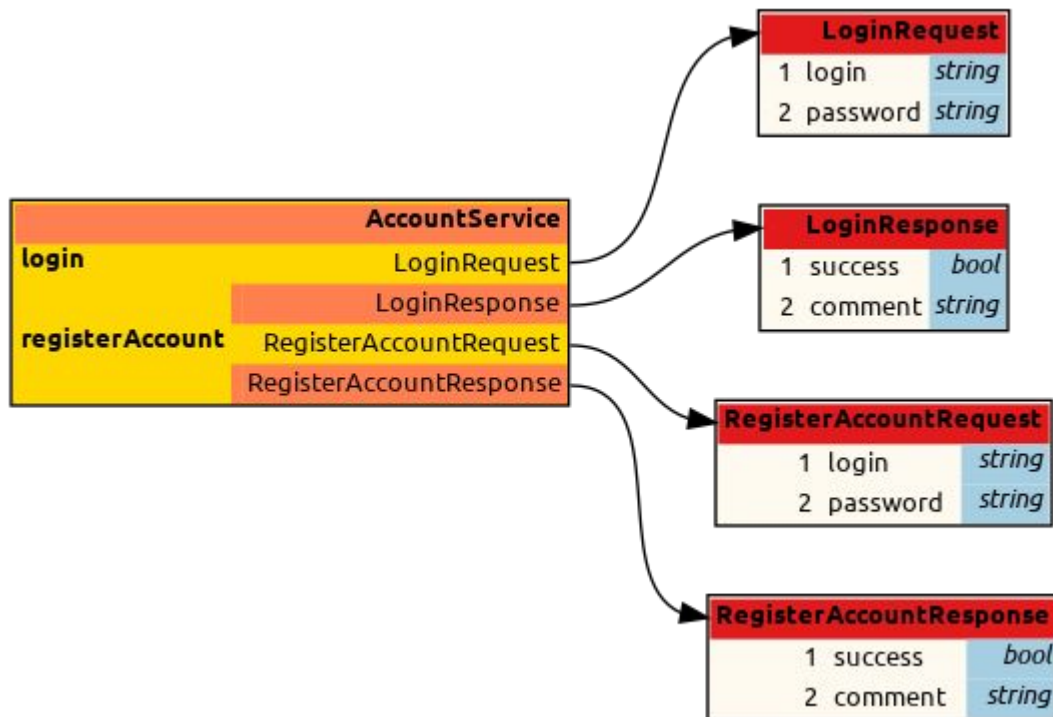 AccountService
login LoginRequest
LoginResponse
registerAccount RegisterAccountRequest
RegisterAccountResponse
LoginRequest
1 login string
2 password string
LoginResponse
1 success bool
2 comment string
RegisterAccountRequest
1 login string
2 password string
RegisterAccountResponse
1 success bool
2 comment string